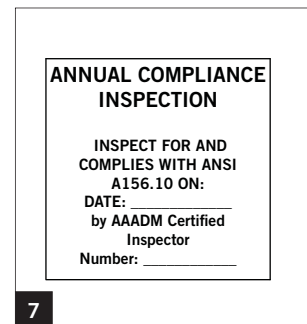 ANNUAL COMPLIANCE
INSPECTION
INSPECT FOR AND
COMPLIES WITH ANSI
A156.10 ON:
DATE: ____________
by AAADM Certified
Inspector
Number: ___________
7